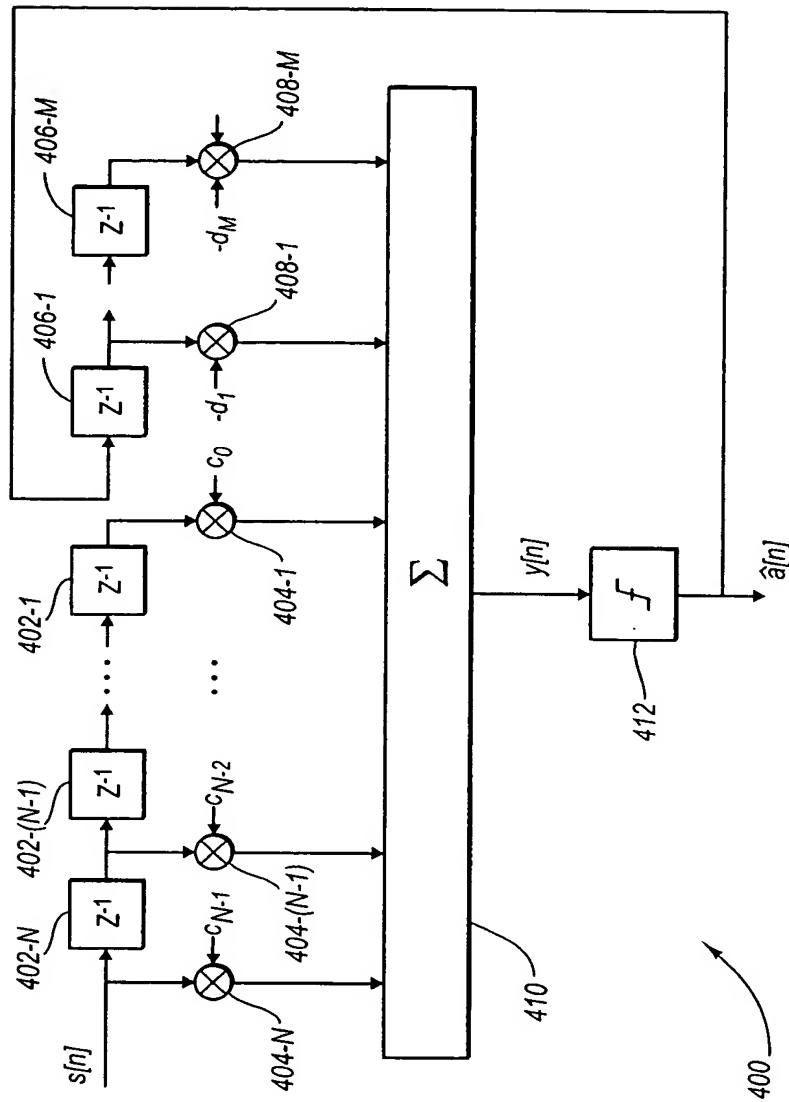 s[n]
402-N
Z-1
402-(N-1)
Z-1
....
402-1
Z-1
406-1
Z-1
406-M
Z-1
cN-1
404-N
cN-2
404-(N-1)
...
c0
404-1
-d1
408-1
-dM
408-M
Σ
410
y[n]
412
â[n]
400